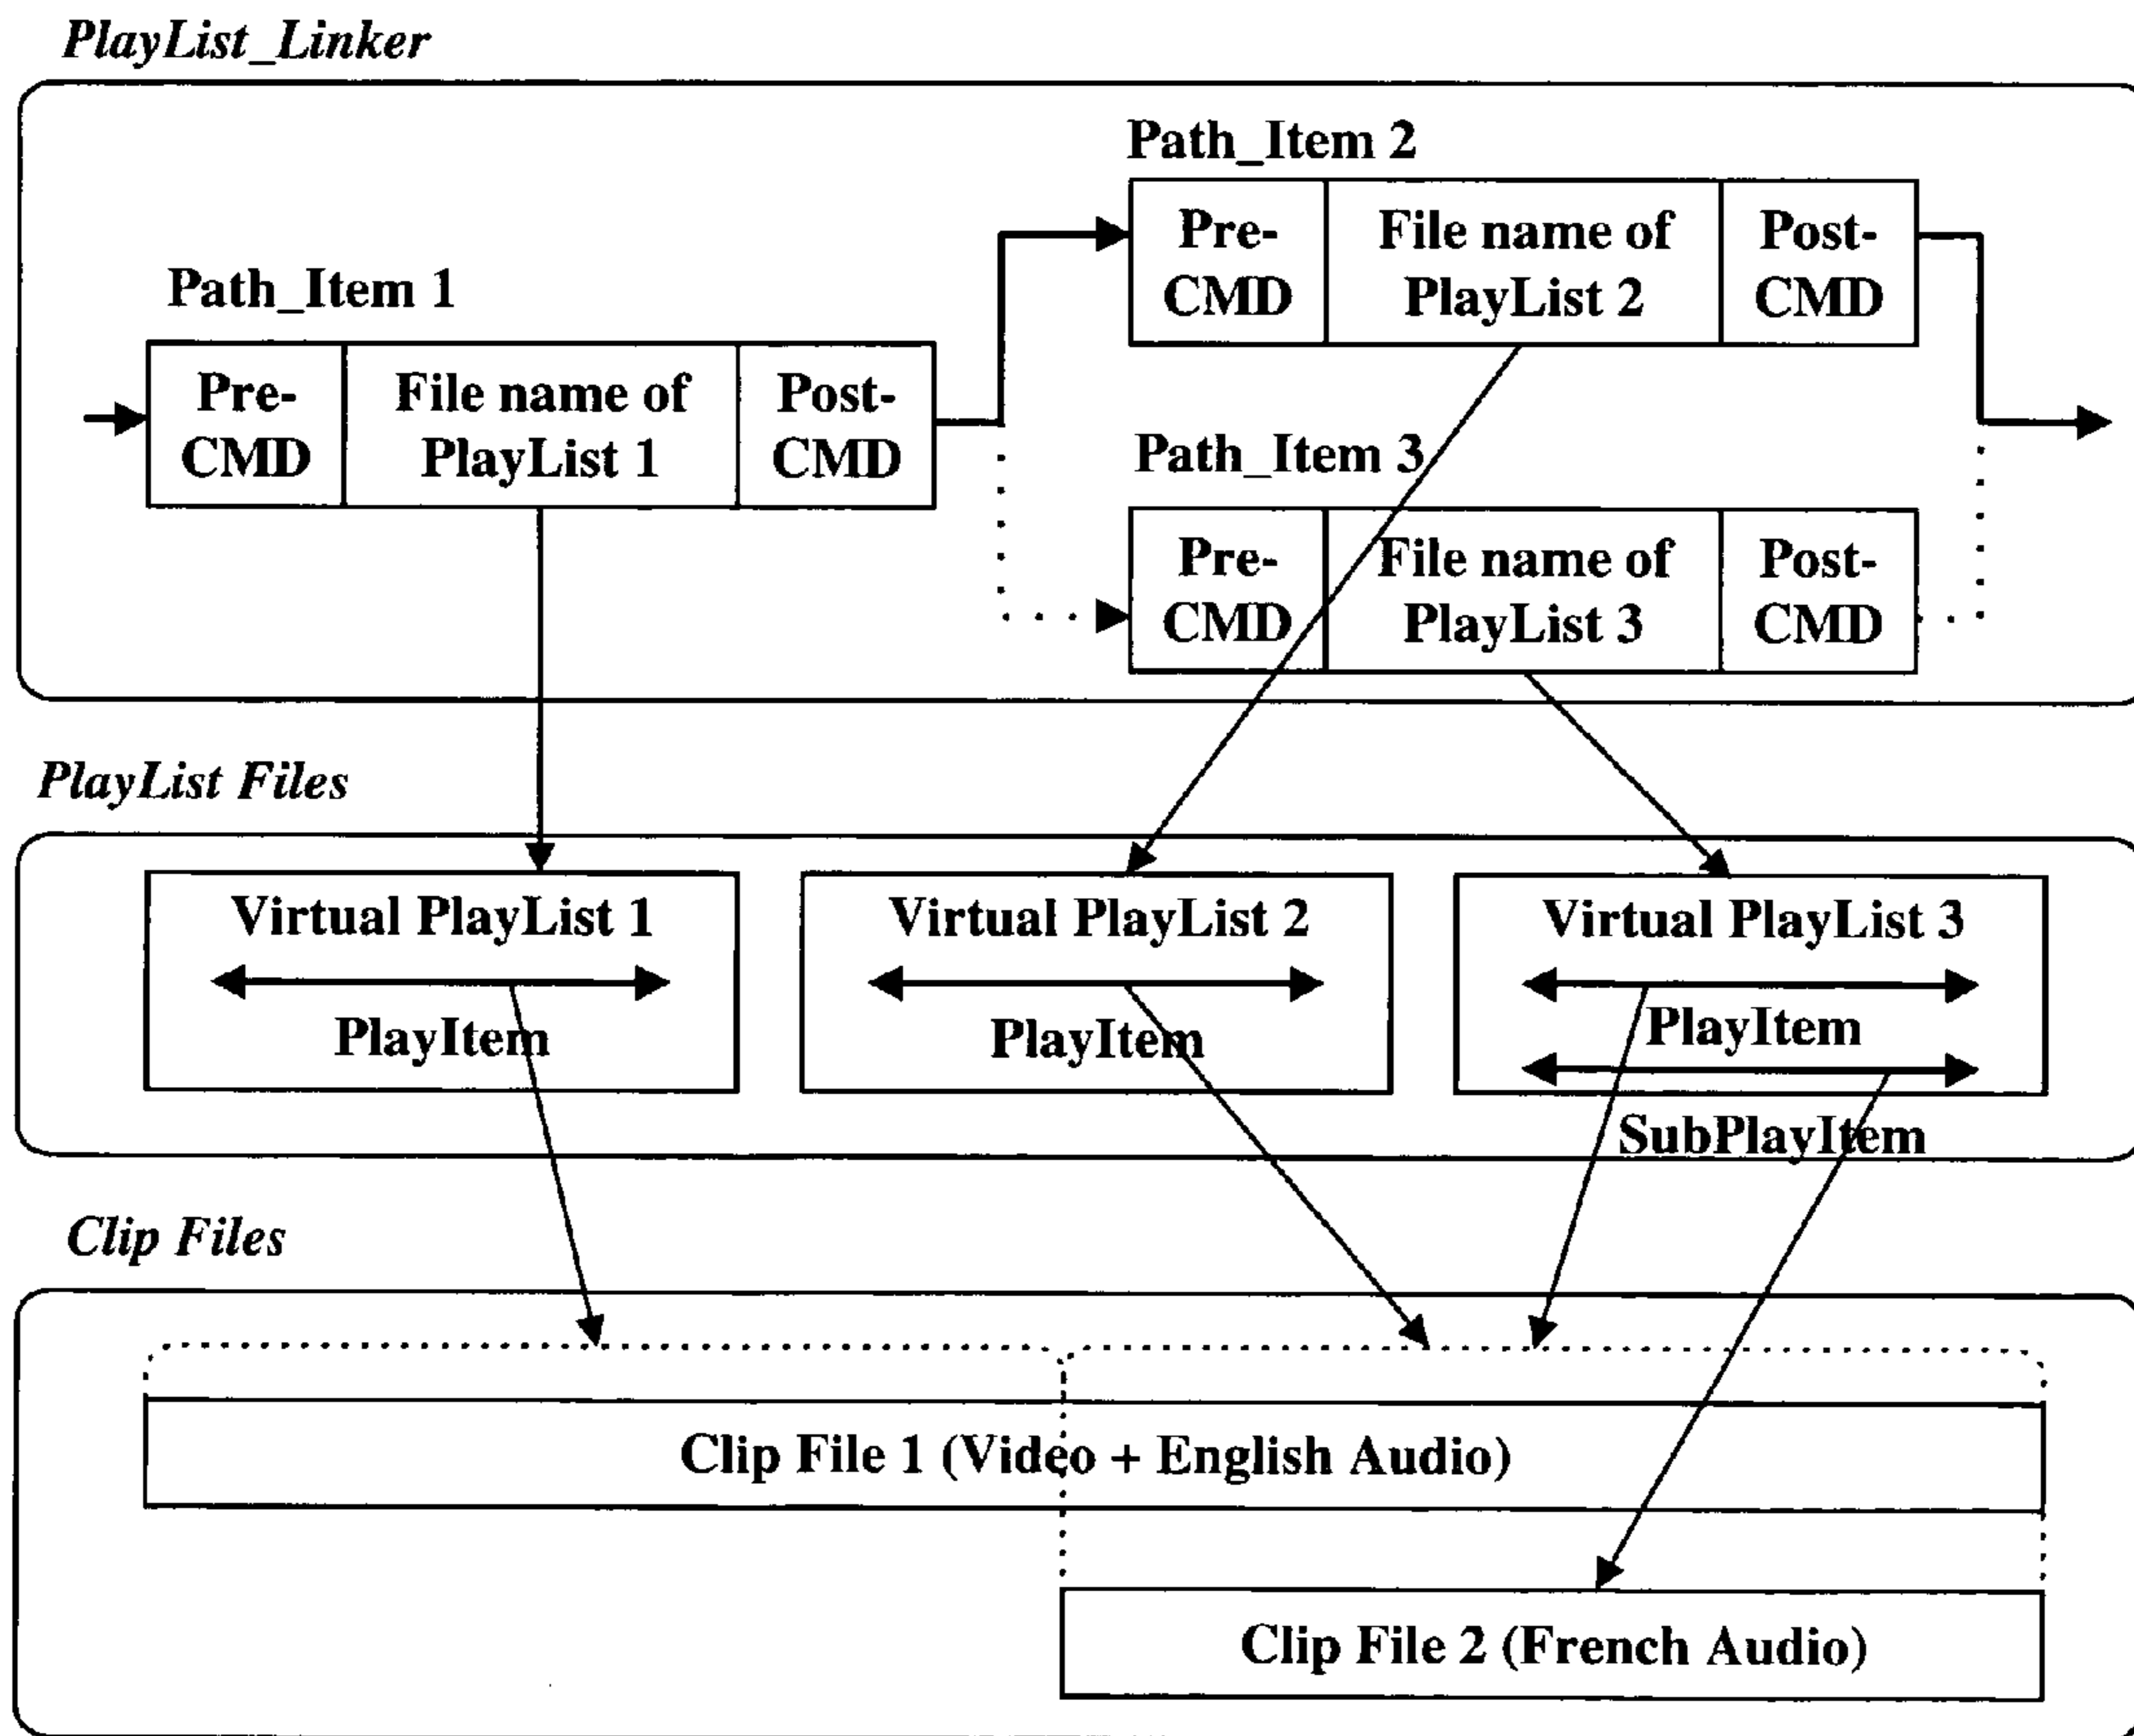 PlayList_Linker
Path_Item 2
Pre-
CMD
File name of
PlayList 2
Post-
CMD
Path_Item 1
Pre-
CMD
File name of
PlayList 1
Post-
CMD
Path_Item 3
Pre-
CMD
File name of
PlayList 3
Post-
CMD
PlayList Files
Virtual PlayList 1
PlayItem
Virtual PlayList 2
PlayItem
Virtual PlayList 3
PlayItem
SubPlayItem
Clip Files
Clip File 1 (Video + English Audio)
Clip File 2 (French Audio)